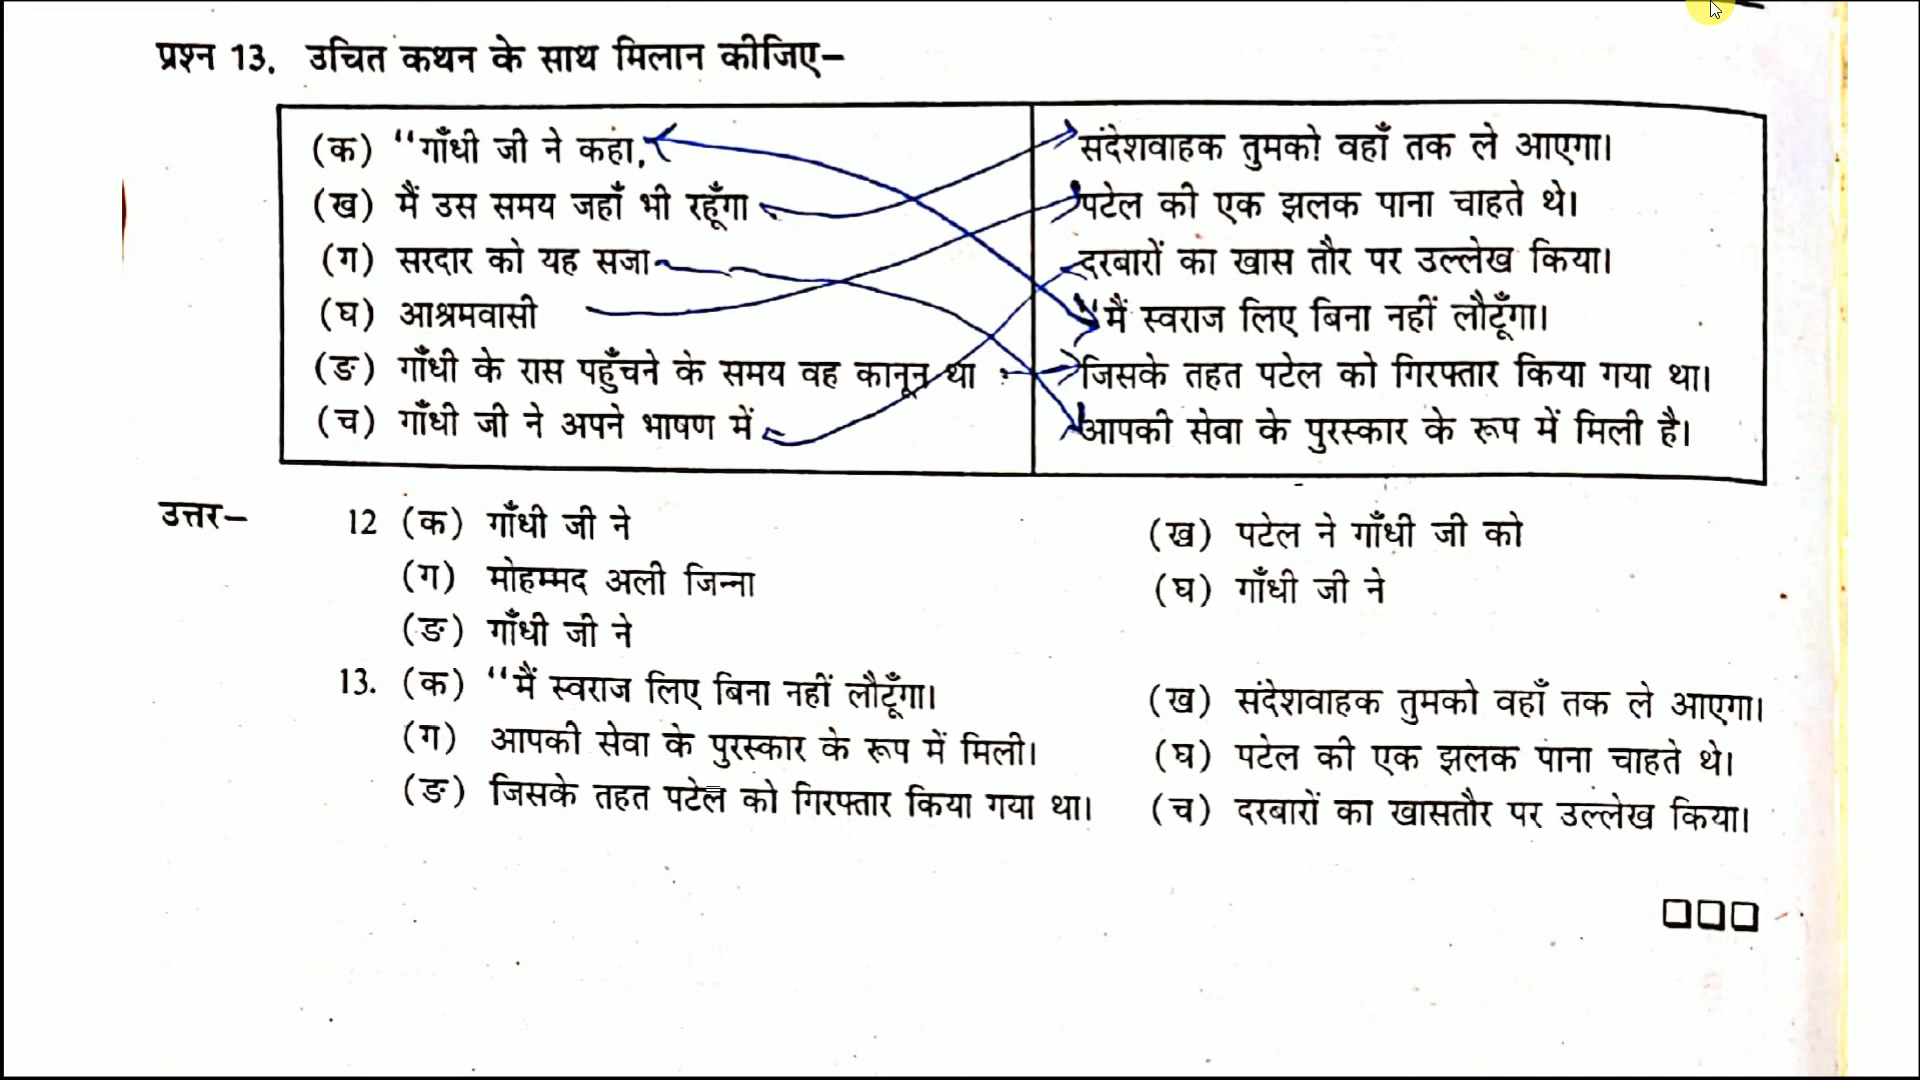 प्रश्न 13. उचित कथन के साथ मिलान कीजिए–
(क) “गाँधी जी ने कहा, संदेशवाहक तुमको वहाँ तक ले आएगा।
(ख) मैं उस समय जहाँ भी रहूँगा पटेल की एक झलक पाना चाहते थे।
(ग) सरदार को यह सजा दरबारों का खास तौर पर उल्लेख किया।
(घ) आश्रमवासी “मैं स्वराज लिए बिना नहीं लौटूँगा।
(ङ) गाँधी के रास पहुँचने के समय वह कानून था जिसके तहत पटेल को गिरफ्तार किया गया था।
(च) गाँधी जी ने अपने भाषण में आपकी सेवा के पुरस्कार के रूप में मिली है।
उत्तर– 12 (क) गाँधी जी ने (ख) पटेल ने गाँधी जी को
(ग) मोहम्मद अली जिन्ना (घ) गाँधी जी ने
(ङ) गाँधी जी ने
13. (क) “मैं स्वराज लिए बिना नहीं लौटूँगा। (ख) संदेशवाहक तुमको वहाँ तक ले आएगा।
(ग) आपकी सेवा के पुरस्कार के रूप में मिली। (घ) पटेल की एक झलक पाना चाहते थे।
(ङ) जिसके तहत पटेल को गिरफ्तार किया गया था। (च) दरबारों का खासतौर पर उल्लेख किया।